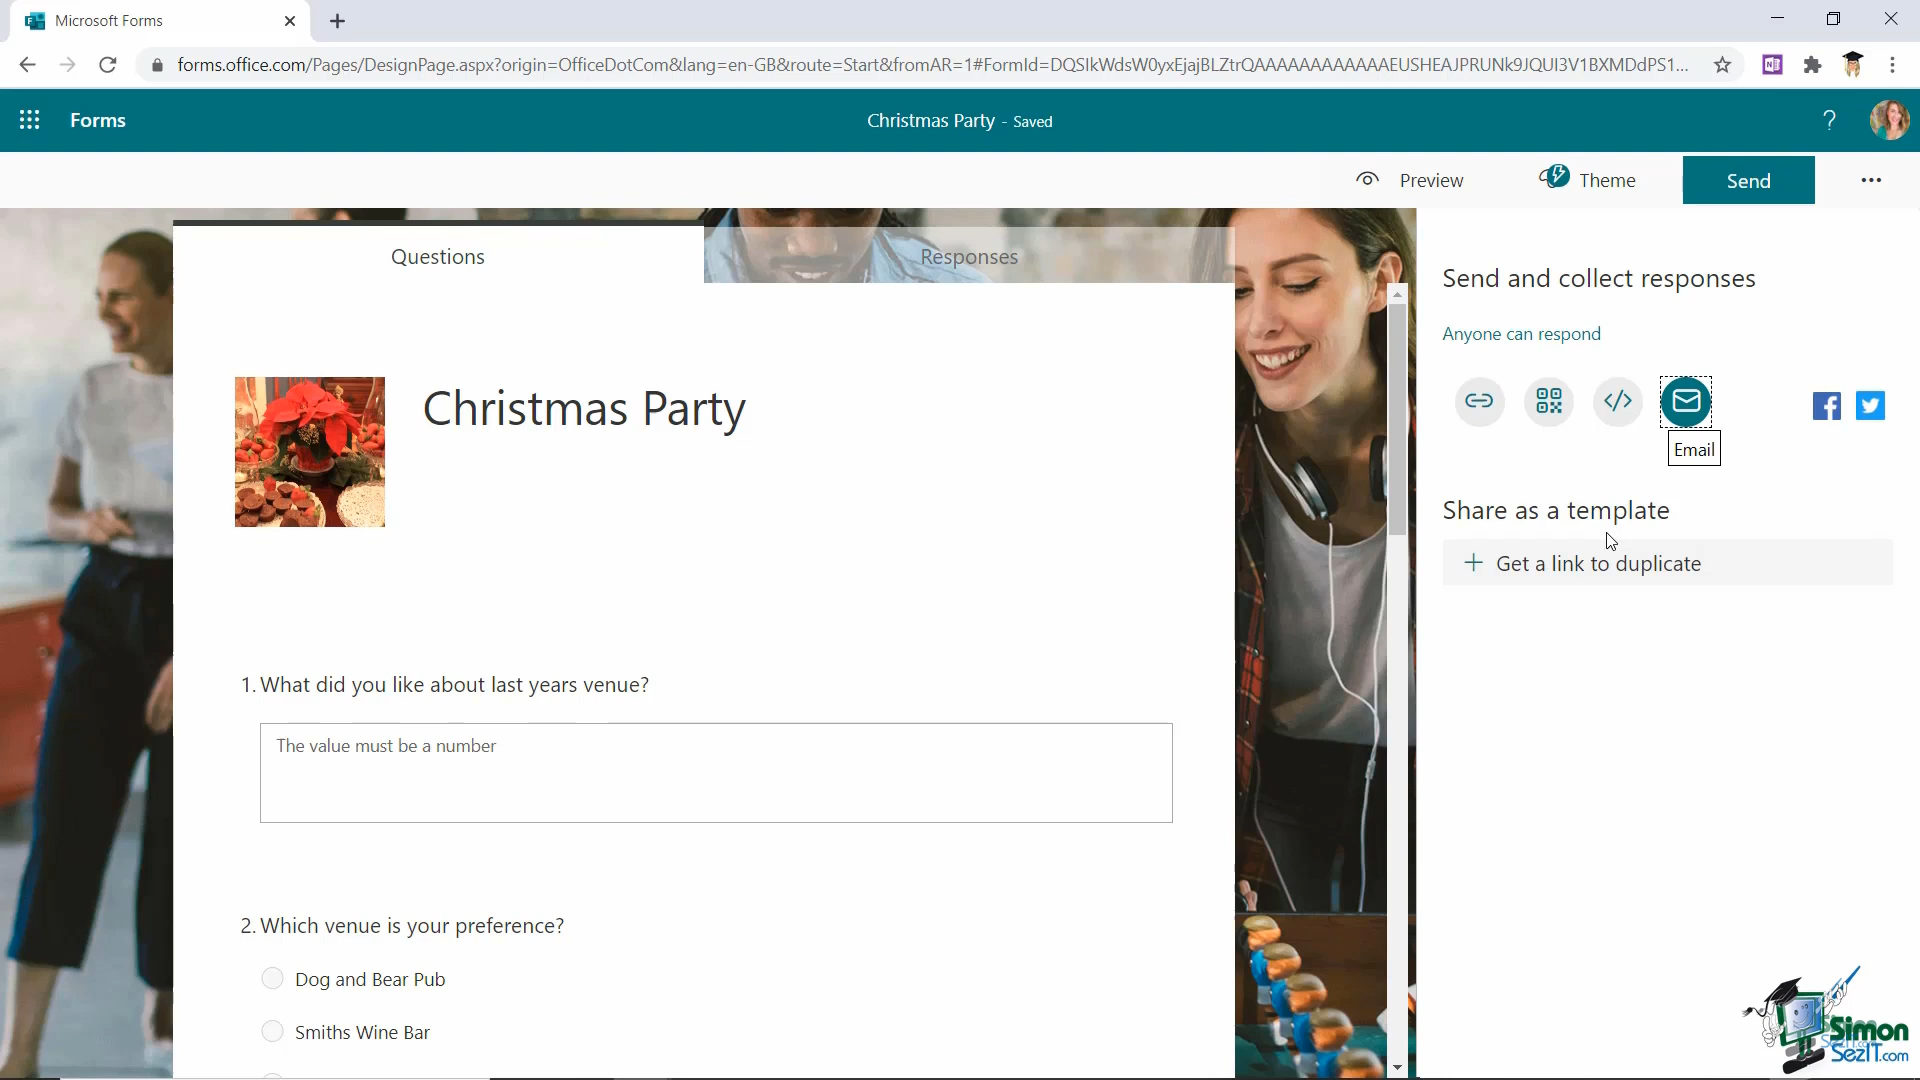 Microsoft Forms
forms.office.com/Pages/DesignPage.aspx?origin=OfficeDotCom&lang=en-GB&route=Start&fromAR=1#FormId=DQSIkWdsW0yxEjajBLZtrQAAAAAAAAAAAAEUSHEAJPRUNk9JQUI3V1BXMDdPS1...
Forms
Christmas Party - Saved
?
Preview
Theme
Send
Questions
Responses
Send and collect responses
Anyone can respond
Christmas Party
Email
Share as a template
Get a link to duplicate
1. What did you like about last years venue?
The value must be a number
2. Which venue is your preference?
Dog and Bear Pub
Smiths Wine Bar
Simon
SezIT.com